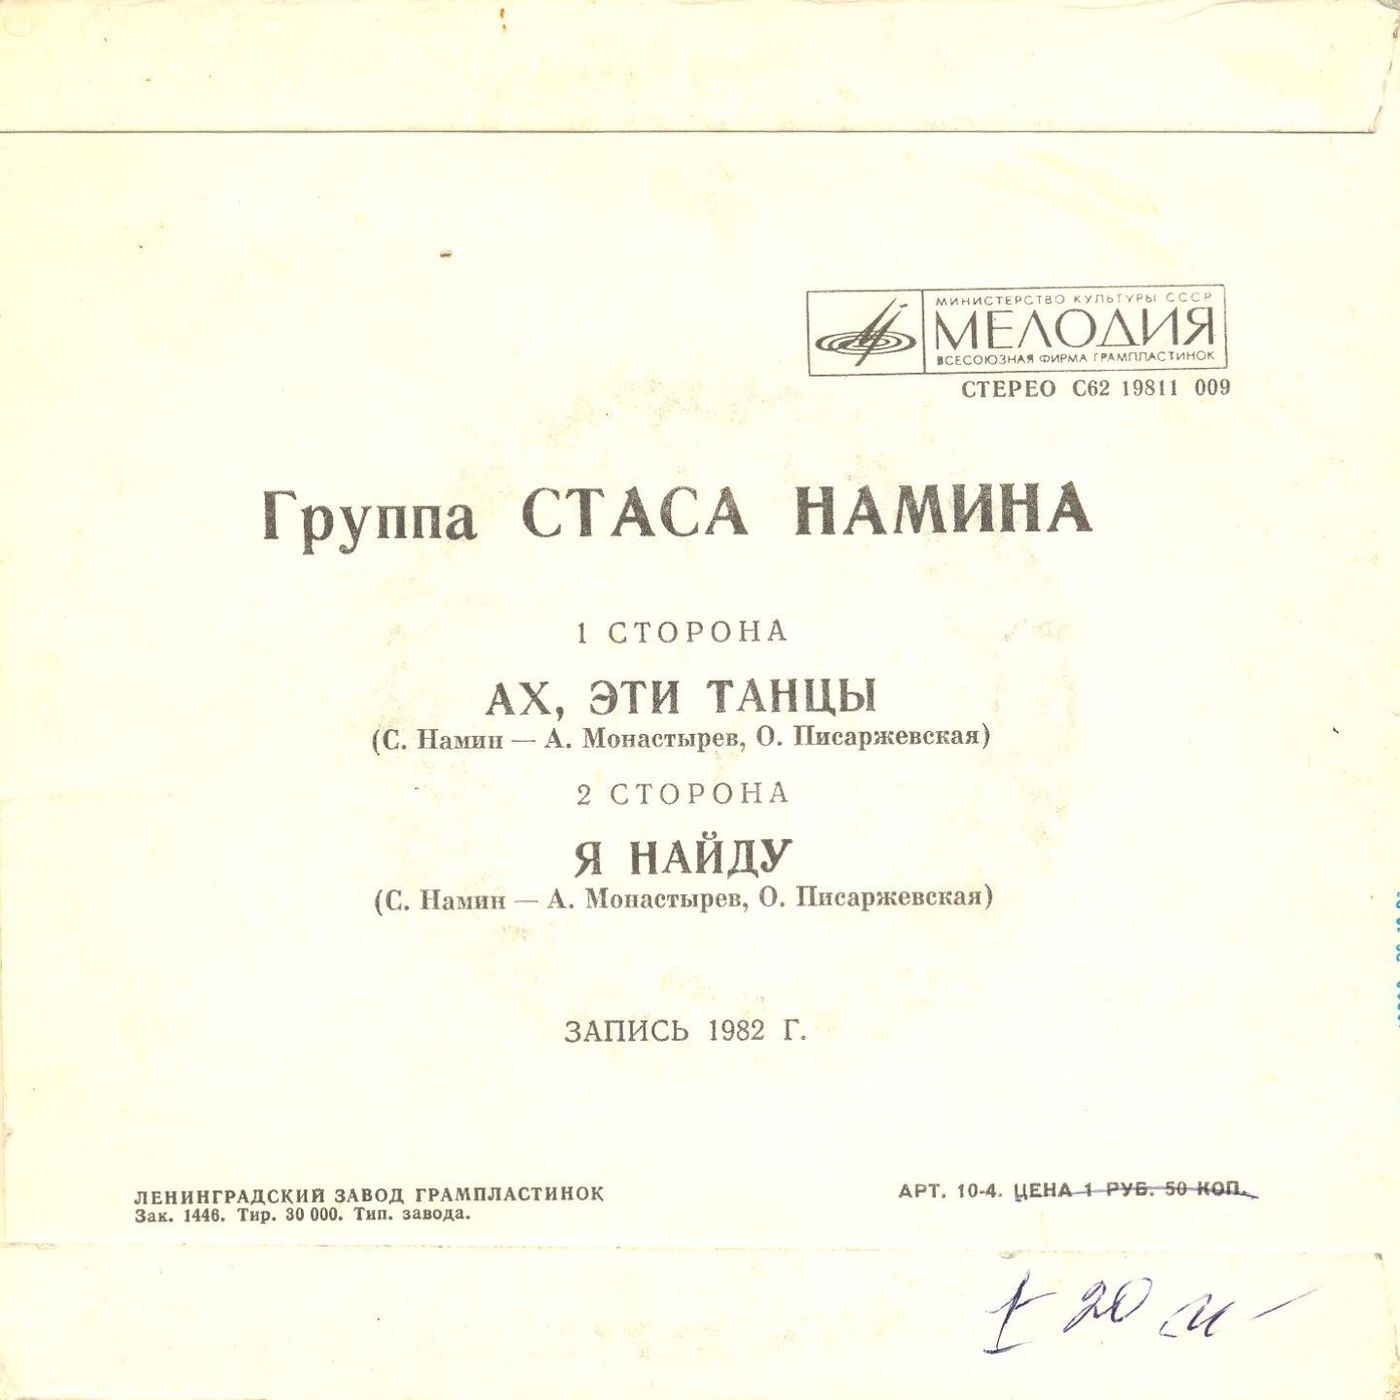 МИНИСТЕРСТВО КУЛЬТУРЫ СССР
МЕЛОДИЯ
ВСЕСОЮЗНАЯ ФИРМА ГРАМПЛАСТИНОК
СТЕРЕО С62 19811 009
Группа СТАСА НАМИНА
1 СТОРОНА
АХ, ЭТИ ТАНЦЫ
(С. Намин — А. Монастырев, О. Писаржевская)
2 СТОРОНА
Я НАЙДУ
(С. Намин — А. Монастырев, О. Писаржевская)
ЗАПИСЬ 1982 Г.
ЛЕНИНГРАДСКИЙ ЗАВОД ГРАМПЛАСТИНОК
Зак. 1446. Тир. 30 000. Тип. завода.
АРТ. 10-4. ЦЕНА 1 РУБ. 50 КОП.
20